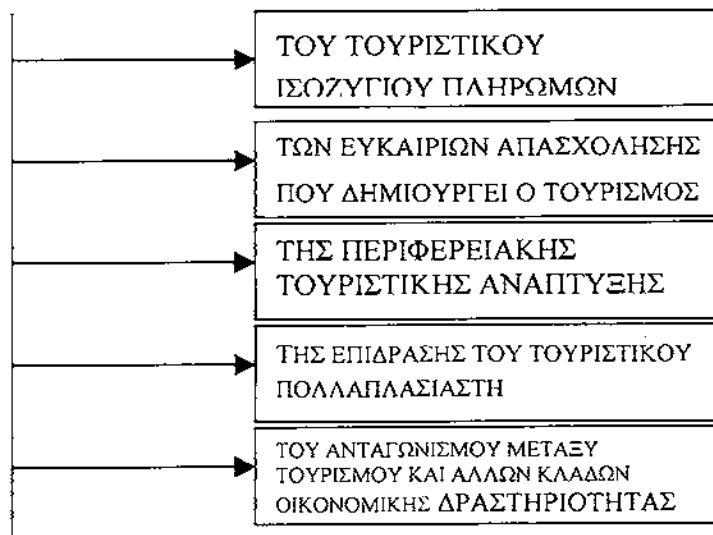 ΤΟΥ ΤΟΥΡΙΣΤΙΚΟΥ
ΙΣΟΖΥΓΙΟΥ ΠΛΗΡΩΜΩΝ
ΤΩΝ ΕΥΚΑΙΡΙΩΝ ΑΠΑΣΧΟΛΗΣΗΣ
ΠΟΥ ΔΗΜΙΟΥΡΓΕΙ Ο ΤΟΥΡΙΣΜΟΣ
ΤΗΣ ΠΕΡΙΦΕΡΕΙΑΚΗΣ
ΤΟΥΡΙΣΤΙΚΗΣ ΑΝΑΠΤΥΞΗΣ
ΤΗΣ ΕΠΙΔΡΑΣΗΣ ΤΟΥ ΤΟΥΡΙΣΤΙΚΟΥ
ΠΟΛΛΑΠΛΑΣΙΑΣΤΗ
ΤΟΥ ΑΝΤΑΓΩΝΙΣΜΟΥ ΜΕΤΑΞΥ
ΤΟΥΡΙΣΜΟΥ ΚΑΙ ΑΛΛΩΝ ΚΛΑΔΩΝ
ΟΙΚΟΝΟΜΙΚΗΣ ΔΡΑΣΤΗΡΙΟΤΗΤΑΣ